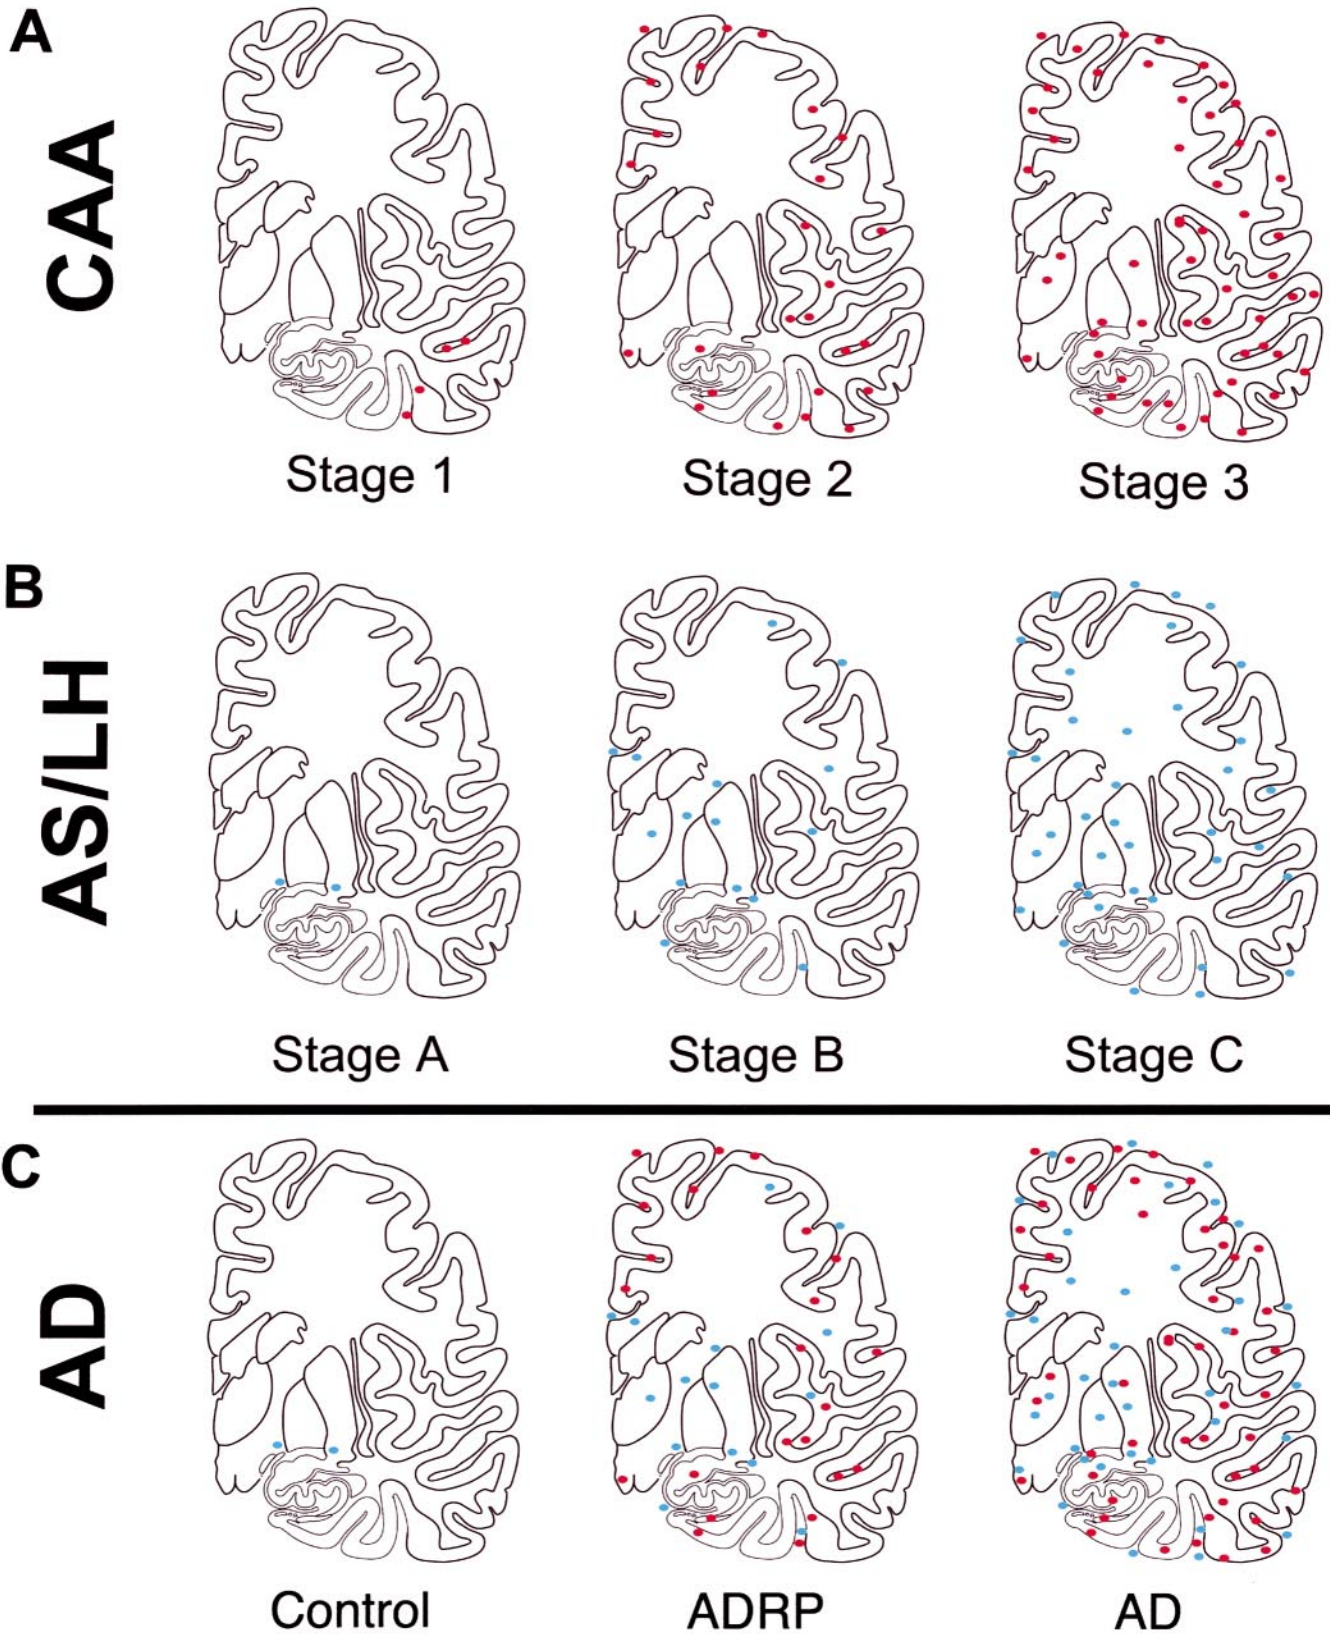 A
CAA
Stage 1
Stage 2
Stage 3
B
AS/LH
Stage A
Stage B
Stage C
C
AD
Control
ADRP
AD